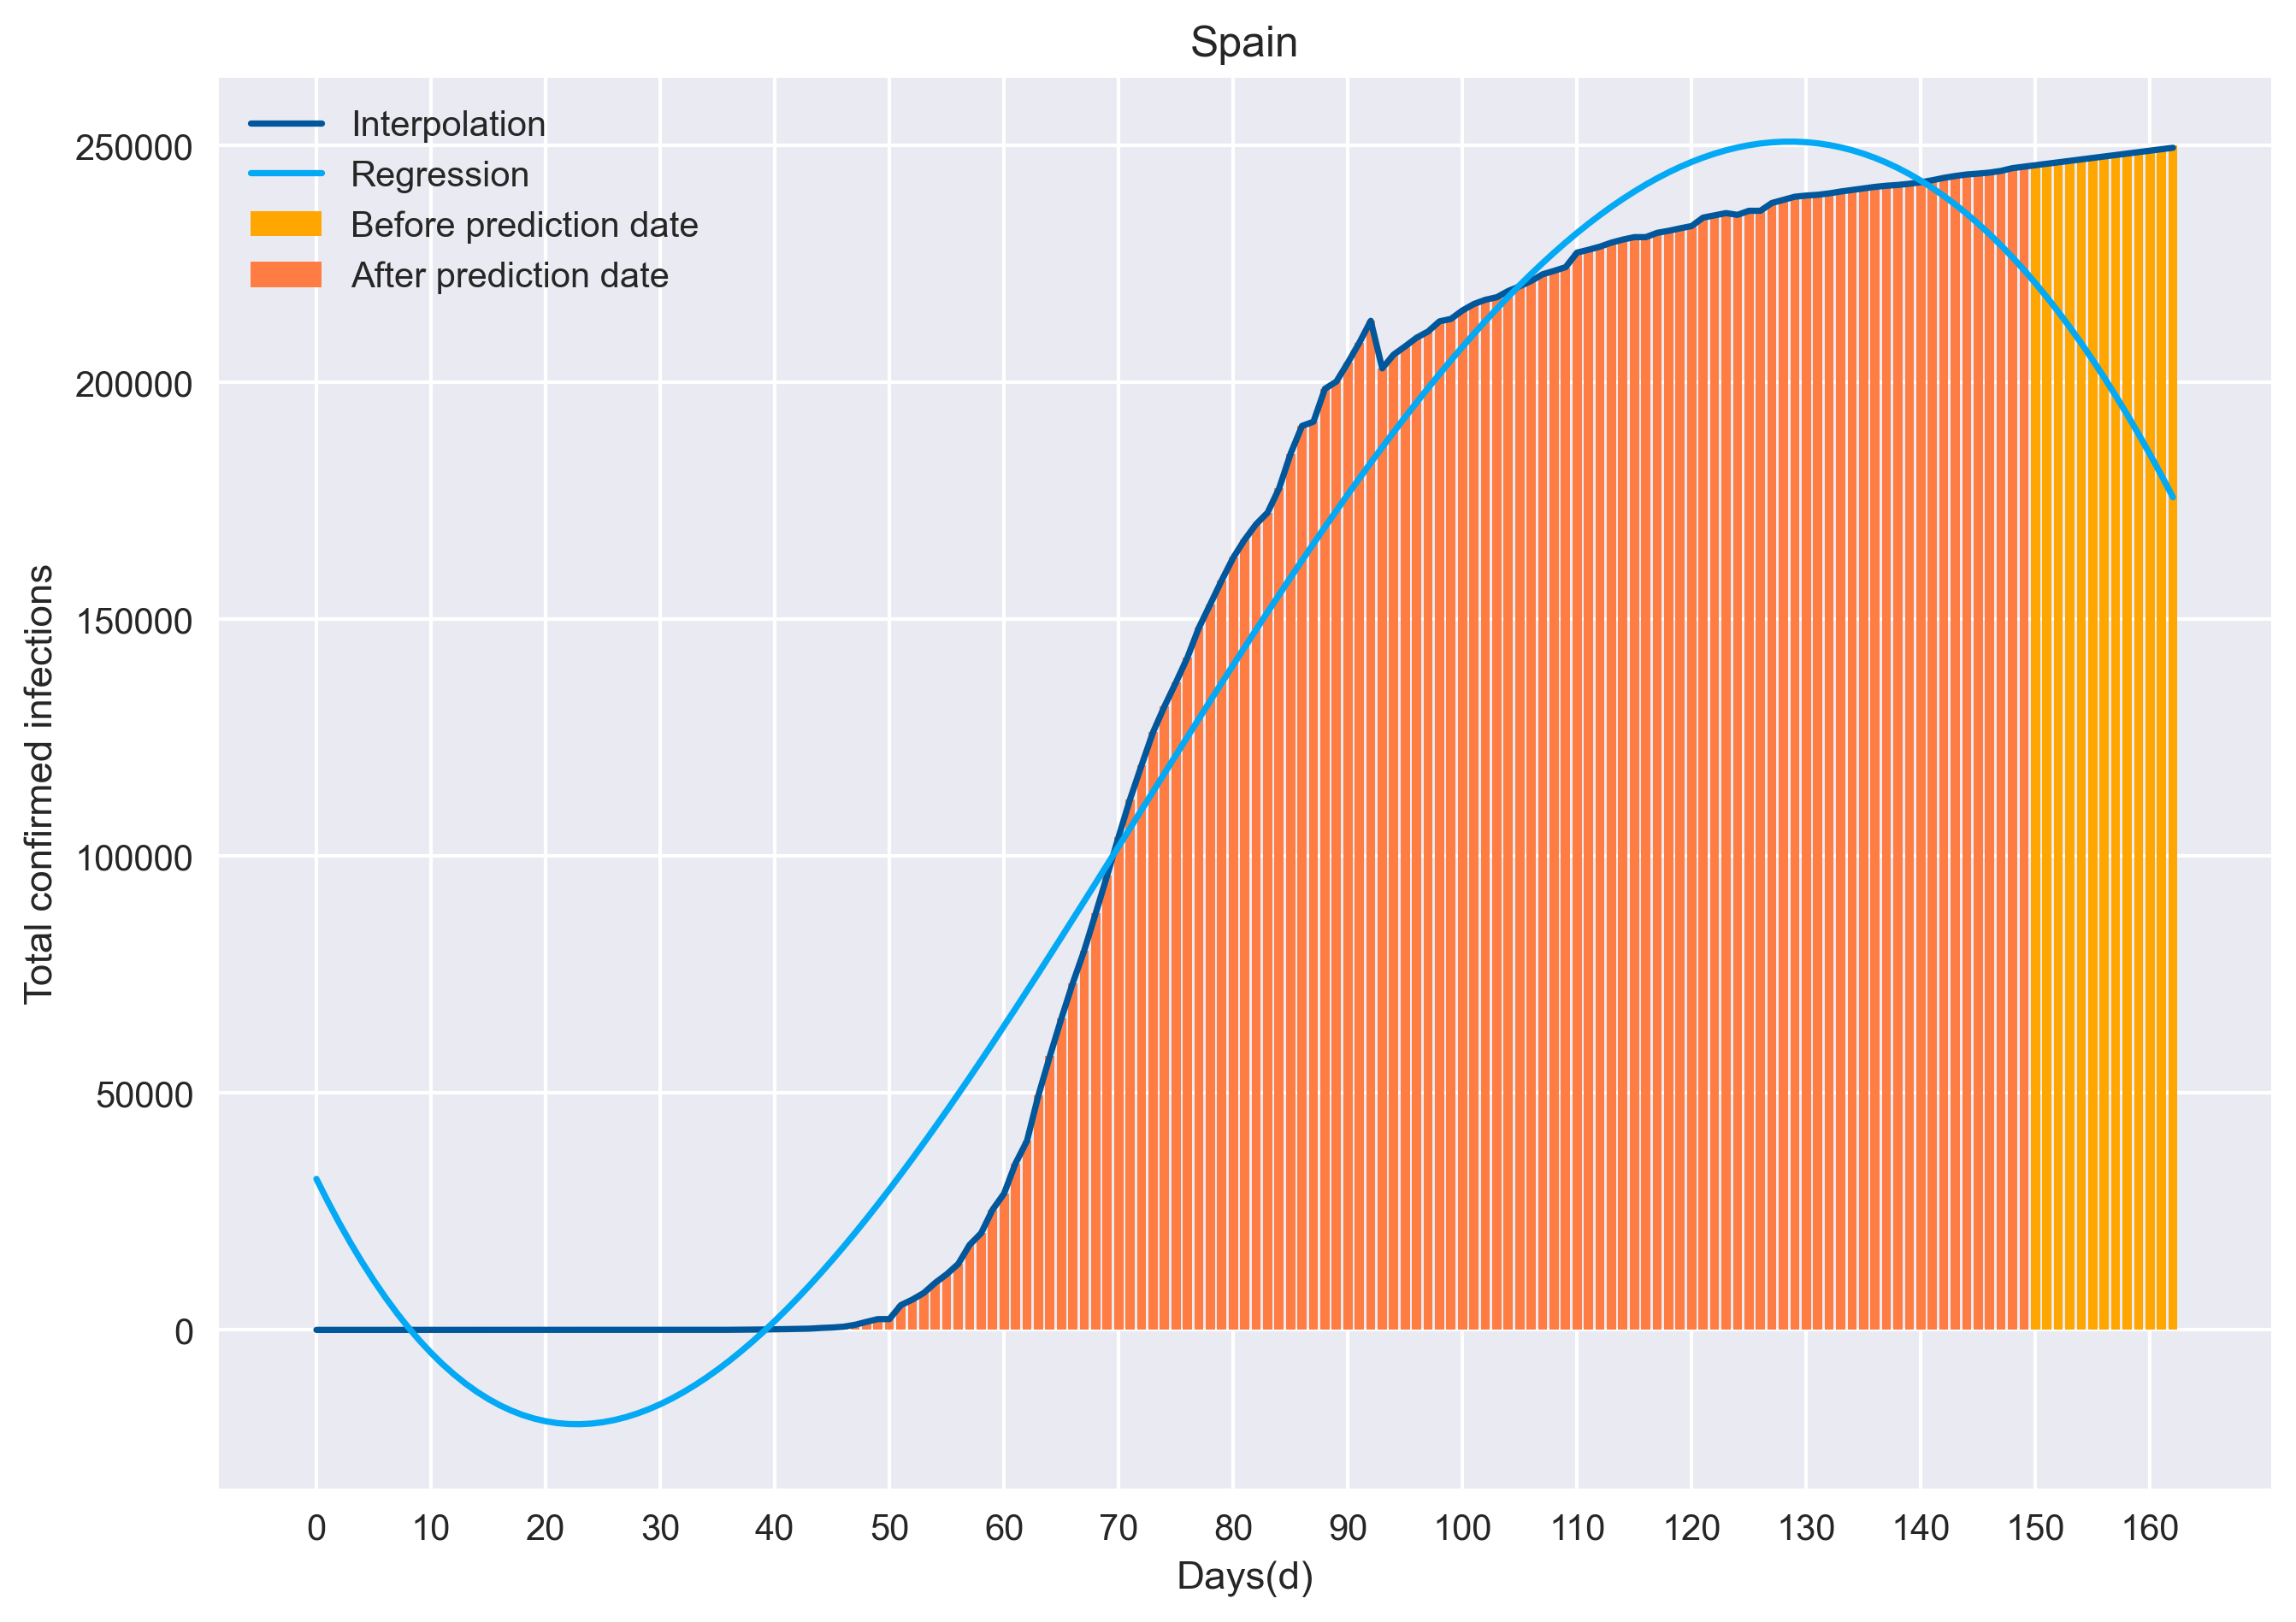 Spain
Interpolation
Regression
Before prediction date
After prediction date
250000
200000
150000
100000
50000
0
Total confirmed infections
0 10 20 30 40 50 60 70 80 90 100 110 120 130 140 150 160
Days(d)